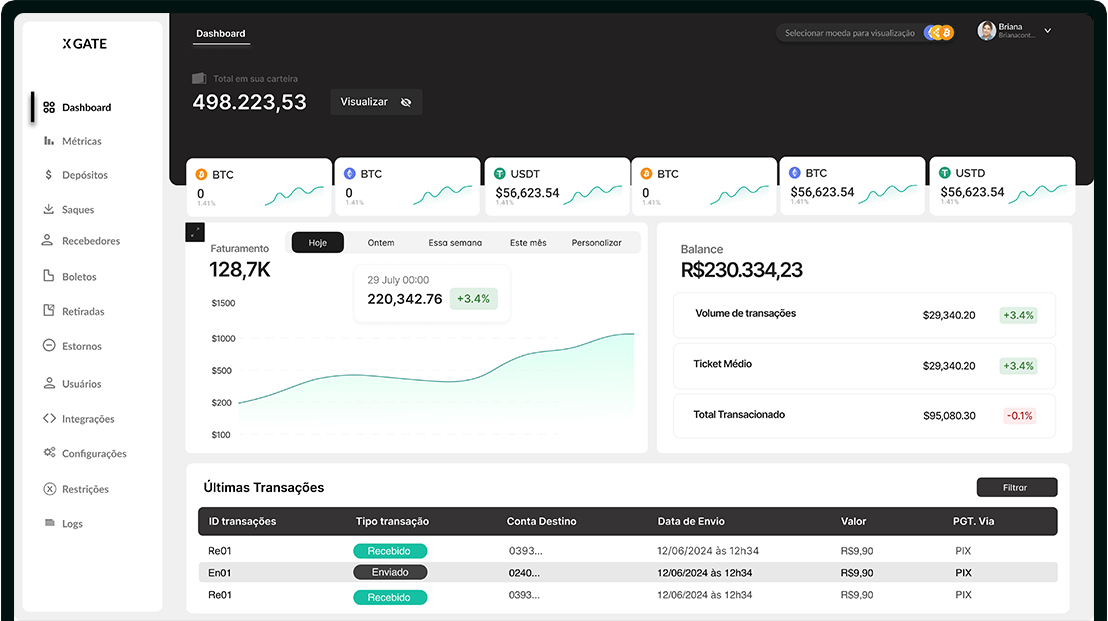 XGATE
Dashboard
Métricas
Depósitos
Saques
Recebedores
Boletos
Retiradas
Estornos
Usuários
Integrações
Configurações
Restrições
Logs
Dashboard
Selecionar moeda para visualização
Briana
Brianacont...
Total em sua carteira
498.223,53 Visualizar
BTC
0
1.41%
BTC
0
1.41%
USDT
$56,623.54
1.41%
BTC
0
1.41%
BTC
$56,623.54
1.41%
USTD
$56,623.54
1.41%
Faturamento
128,7K
Hoje Ontem Essa semana Este mês Personalizar
29 July 00:00
220,342.76 +3.4%
$1500
$1000
$500
$200
$100
Balance
R$230.334,23
Volume de transações $29,340.20 +3.4%
Ticket Médio $29,340.20 +3.4%
Total Transacionado $95,080.30 -0.1%
Últimas Transações Filtrar
ID transações Tipo transação Conta Destino Data de Envio Valor PGT. Via
Re01 Recebido 0393... 12/06/2024 às 12h34 RS9,90 PIX
En01 Enviado 0240... 12/06/2024 às 12h34 RS9,90 PIX
Re01 Recebido 0393... 12/06/2024 às 12h34 RS9,90 PIX